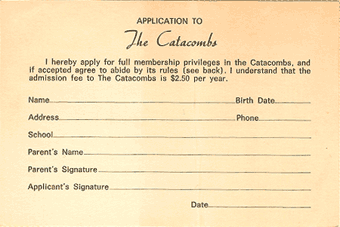 APPLICATION TO
The Catacombs
I hereby apply for full membership privileges in the Catacombs, and
if accepted agree to abide by its rules (see back). I understand that the
admission fee to The Catacombs is $2.50 per year.
Name Birth Date
Address Phone
School
Parent's Name
Parent's Signature
Applicant's Signature
Date